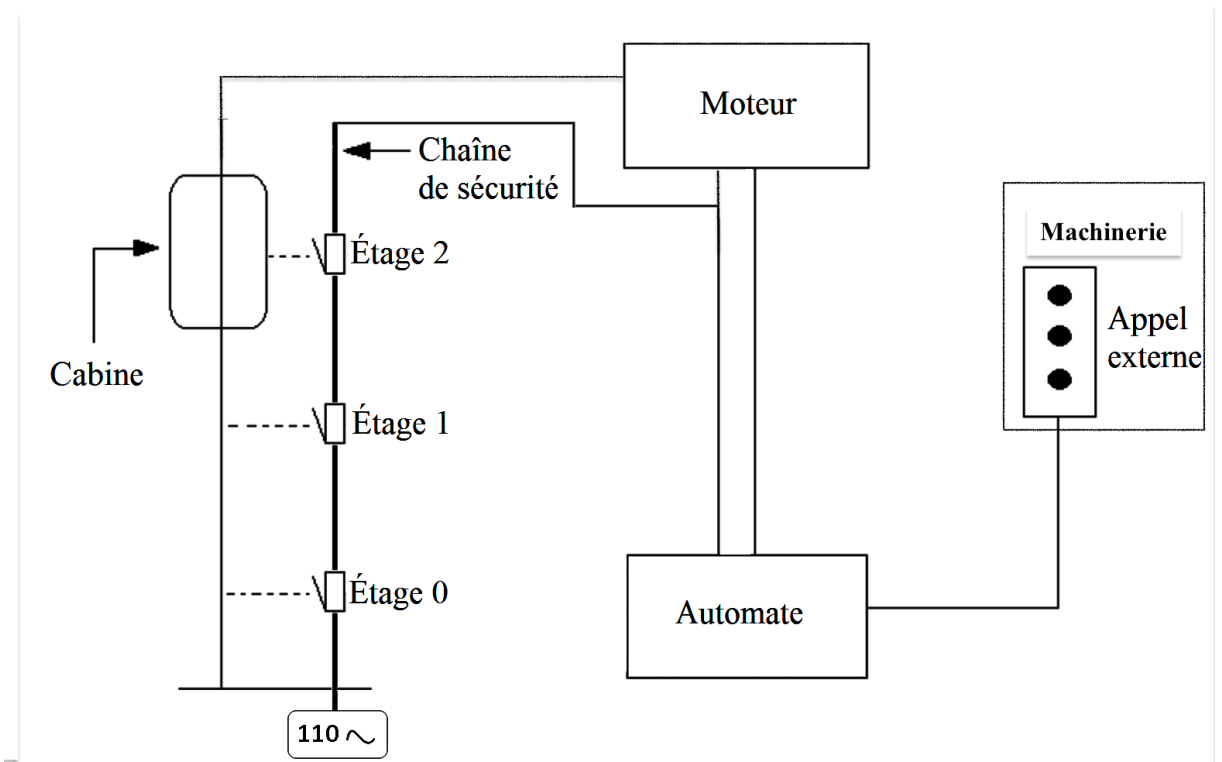 Moteur
Chaîne
de sécurité
Machinerie
Étage 2
Appel
externe
Cabine
Étage 1
Étage 0
Automate
110 ~